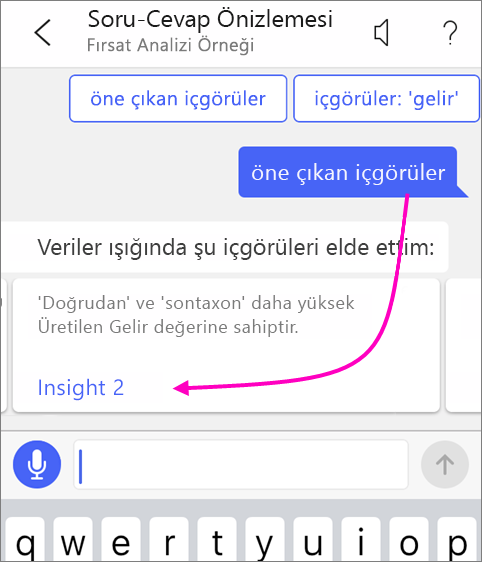 Soru-Cevap Önizlemesi
Fırsat Analizi Örneği
?
öne çıkan içgörüler
içgörüler: 'gelir'
öne çıkan içgörüler
Veriler ışığında şu içgörüleri elde ettim:
'Doğrudan' ve 'sontaxon' daha yüksek
Üretilen Gelir değerine sahiptir.
Insight 2
q w e r t y u i o p